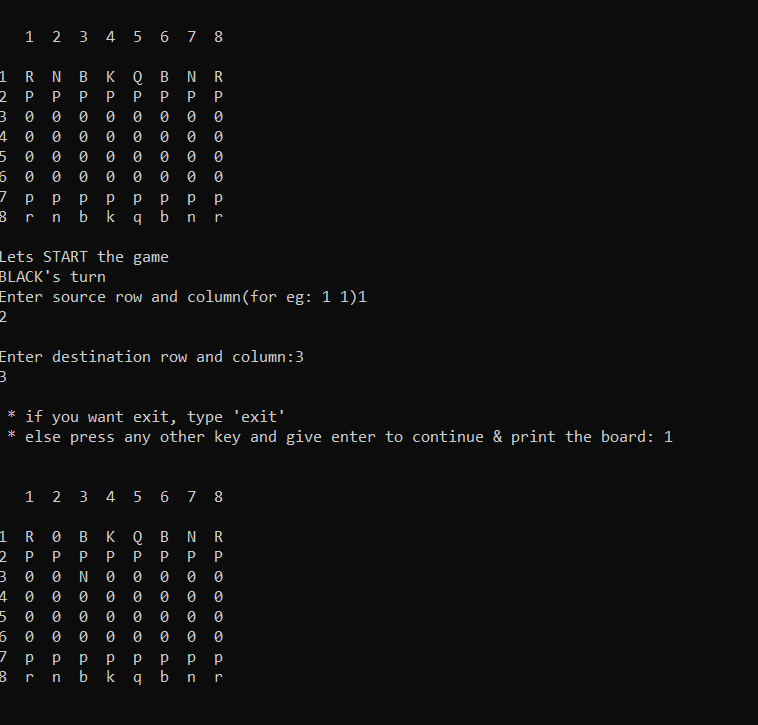 1 2 3 4 5 6 7 8
1 R N B K Q B N R
2 P P P P P P P P
3 0 0 0 0 0 0 0 0
4 0 0 0 0 0 0 0 0
5 0 0 0 0 0 0 0 0
6 0 0 0 0 0 0 0 0
7 p p p p p p p p
8 r n b k q b n r
Lets START the game
BLACK's turn
Enter source row and column(for eg: 1 1)1
2
Enter destination row and column:3
3
* if you want exit, type 'exit'
* else press any other key and give enter to continue & print the board: 1
1 2 3 4 5 6 7 8
1 R 0 B K Q B N R
2 P P P P P P P P
3 0 0 N 0 0 0 0 0
4 0 0 0 0 0 0 0 0
5 0 0 0 0 0 0 0 0
6 0 0 0 0 0 0 0 0
7 p p p p p p p p
8 r n b k q b n r